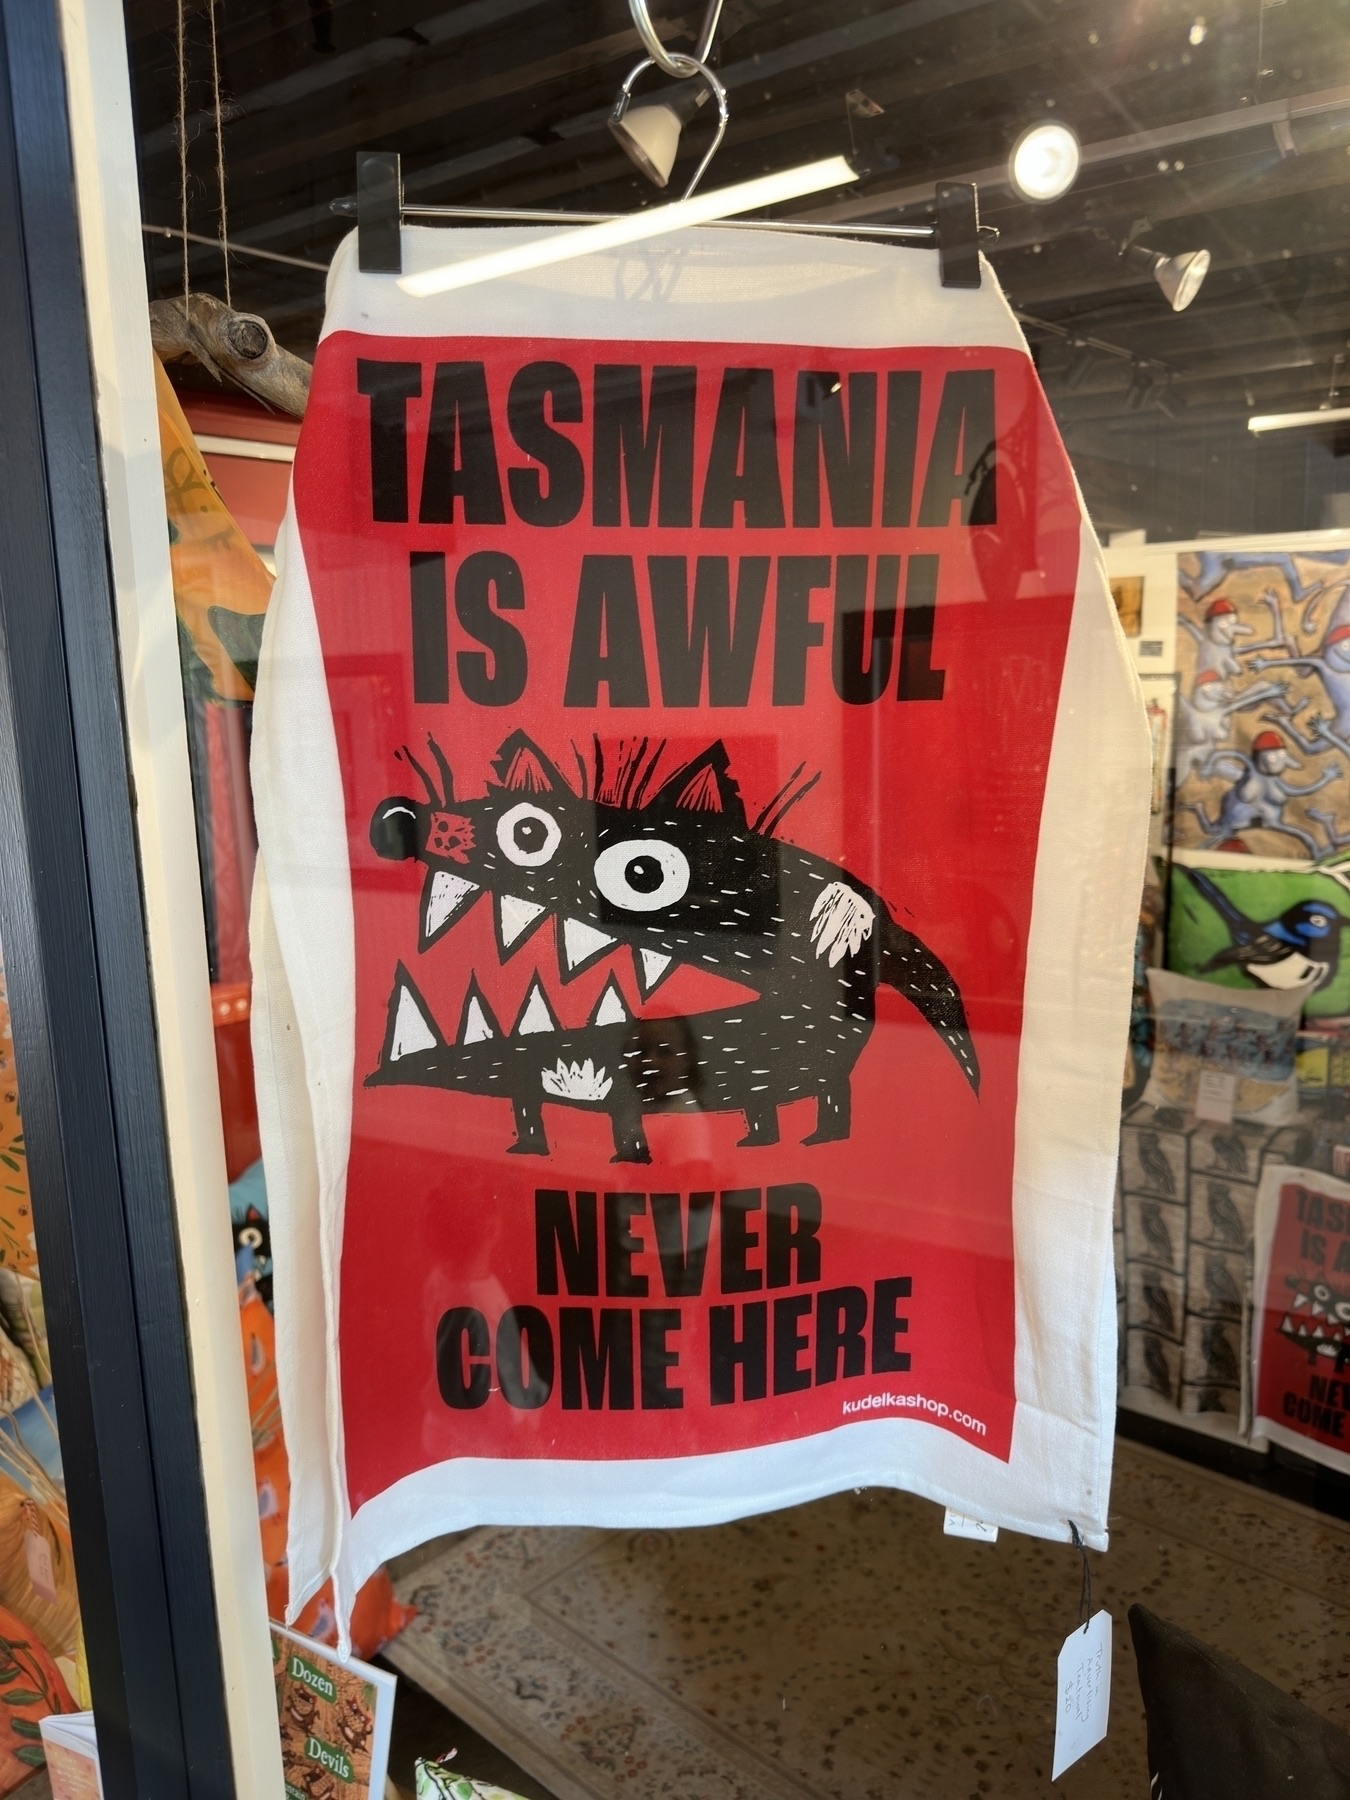 TASMANIA
IS AWFUL
NEVER
COME HERE
kudelkashop.com
Dozen
Devils